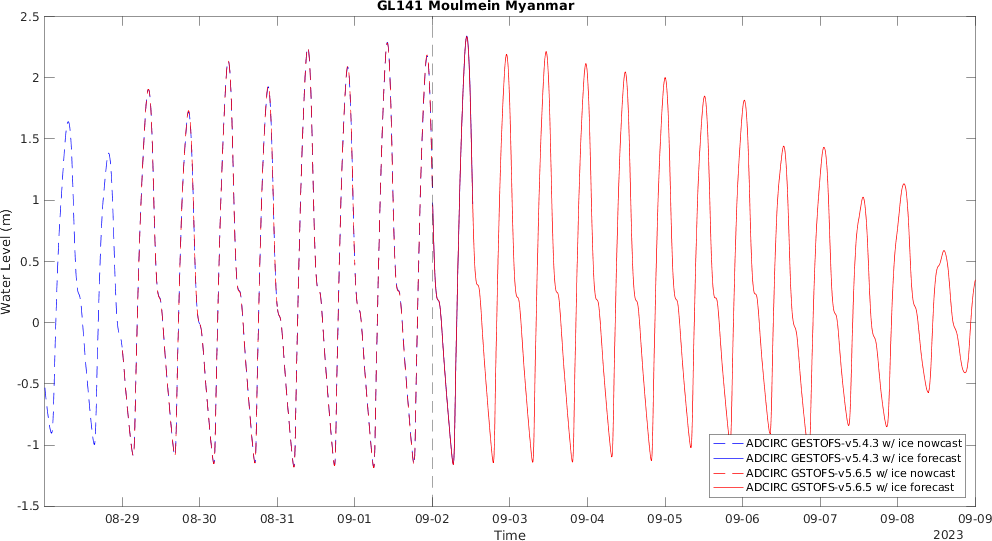 GL141 Moulmein Myanmar
2.5
2
1.5
1
0.5
0
-0.5
-1
-1.5
Water Level (m)
ADCIRC GESTOFS-v5.4.3 w/ ice nowcast
ADCIRC GESTOFS-v5.4.3 w/ ice forecast
ADCIRC GSTOFS-v5.6.5 w/ ice nowcast
ADCIRC GSTOFS-v5.6.5 w/ ice forecast
08-29 08-30 08-31 09-01 09-02 09-03 09-04 09-05 09-06 09-07 09-08 09-09
Time
2023